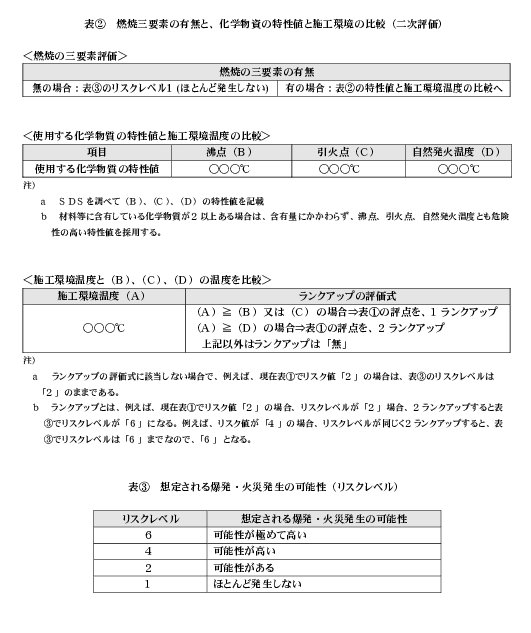 表② 燃焼三要素の有無と、化学物質の特性値と施工環境の比較（二次評価）
＜燃焼の三要素評価＞
燃焼の三要素の有無
無の場合：表③のリスクレベル1 (ほとんど発生しない) 有の場合：表②の特性値と施工環境温度の比較へ
＜使用する化学物質の特性値と施工環境温度の比較＞
項目 沸点（B） 引火点（C） 自然発火温度（D）
使用する化学物質の特性値 ○○○℃ ○○○℃ ○○○℃
注）
a ＳＤＳを調べて（B）、（C）、（D）の特性値を記載
b 材料等に含有している化学物質が２以上ある場合は、含有量にかかわらず、沸点、引火点、自然発火温度とも危険
性の高い特性値を採用する。
＜施工環境温度と（B）、（C）、（D）の温度を比較＞
施工環境温度（A） ランクアップの評価式
○○○℃
（A）≧（B）又は（C）の場合⇒表①の評点を、1 ランクアップ
（A）≧（D）の場合⇒表①の評点を、2 ランクアップ
上記以外はランクアップは「無」
注）
a ランクアップの評価式に該当しない場合で、例えば、現在表①でリスク値「２」の場合は、表③のリスクレベルは
「２」のままである。
b ランクアップとは、例えば、現在表①でリスク値「２」の場合、リスクレベルが「２」場合、２ランクアップすると表
③でリスクレベルが「６」になる。例えば、リスク値が「４」の場合、リスクレベルが同じく２ランクアップすると、表
③でリスクレベルは「６」までなので、「６」となる。
表③ 想定される爆発・火災発生の可能性（リスクレベル）
リスクレベル 想定される爆発・火災発生の可能性
6 可能性が極めて高い
4 可能性が高い
2 可能性がある
1 ほとんど発生しない